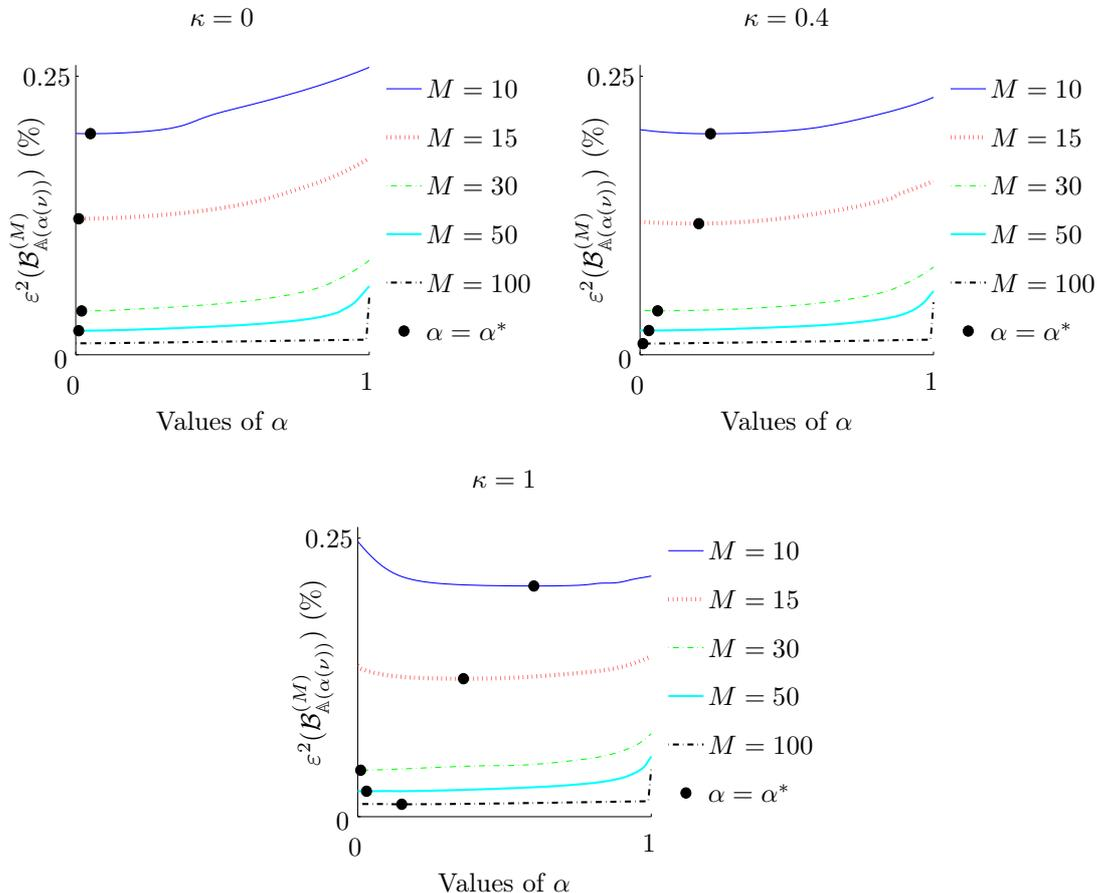 κ = 0
0.25
0
ε²(ℬ^{(M)}_{𝔸(α(ν))}) (%)
0
1
Values of α
M = 10
M = 15
M = 30
M = 50
M = 100
α = α*
κ = 0.4
0.25
0
ε²(ℬ^{(M)}_{𝔸(α(ν))}) (%)
0
1
Values of α
M = 10
M = 15
M = 30
M = 50
M = 100
α = α*
κ = 1
0.25
0
ε²(ℬ^{(M)}_{𝔸(α(ν))}) (%)
0
1
Values of α
M = 10
M = 15
M = 30
M = 50
M = 100
α = α*